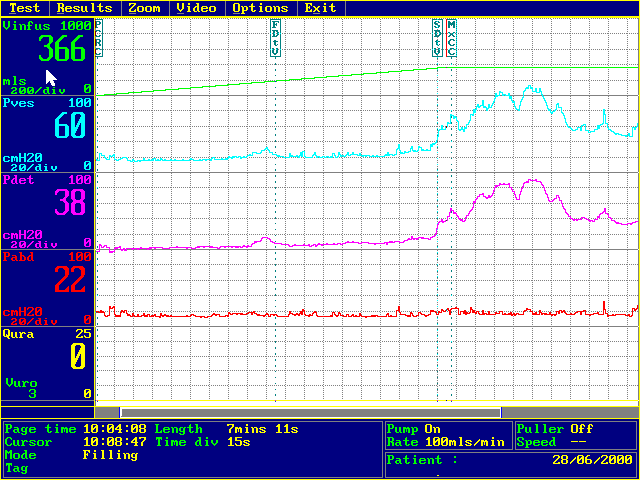 Test Results Zoom Video Options Exit
Vinfus 1000
366
mls
200/div 0
Pves 100
60
cmH20
20/div 0
Pdet 100
38
cmH20
20/div 0
Pabd 100
22
cmH20
20/div 0
Qura 25
0
Vuro
3 0
FDtV
SDtV
MxCC
Page time 10:04:08 Length 7mins 11s
Cursor 10:08:47 Time div 15s
Mode Filling
Tag
Pump On
Rate 100mls/min
Puller Off
Speed --
Patient :
28/06/2000